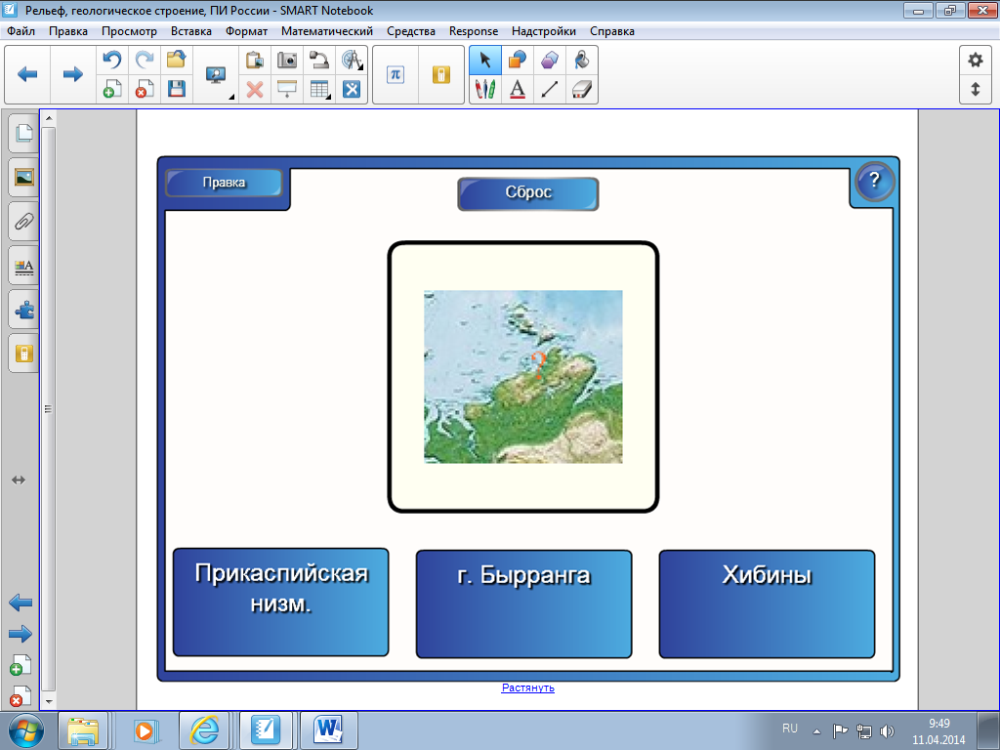 Рельеф, геологическое строение, ПИ России - SMART Notebook
Файл Правка Просмотр Вставка Формат Математический Средства Response Надстройки Справка
π
A
Правка
Сброс
?
?
Прикаспийская
низм.
г. Бырранга
Хибины
Растянуть
RU
9:49
11.04.2014